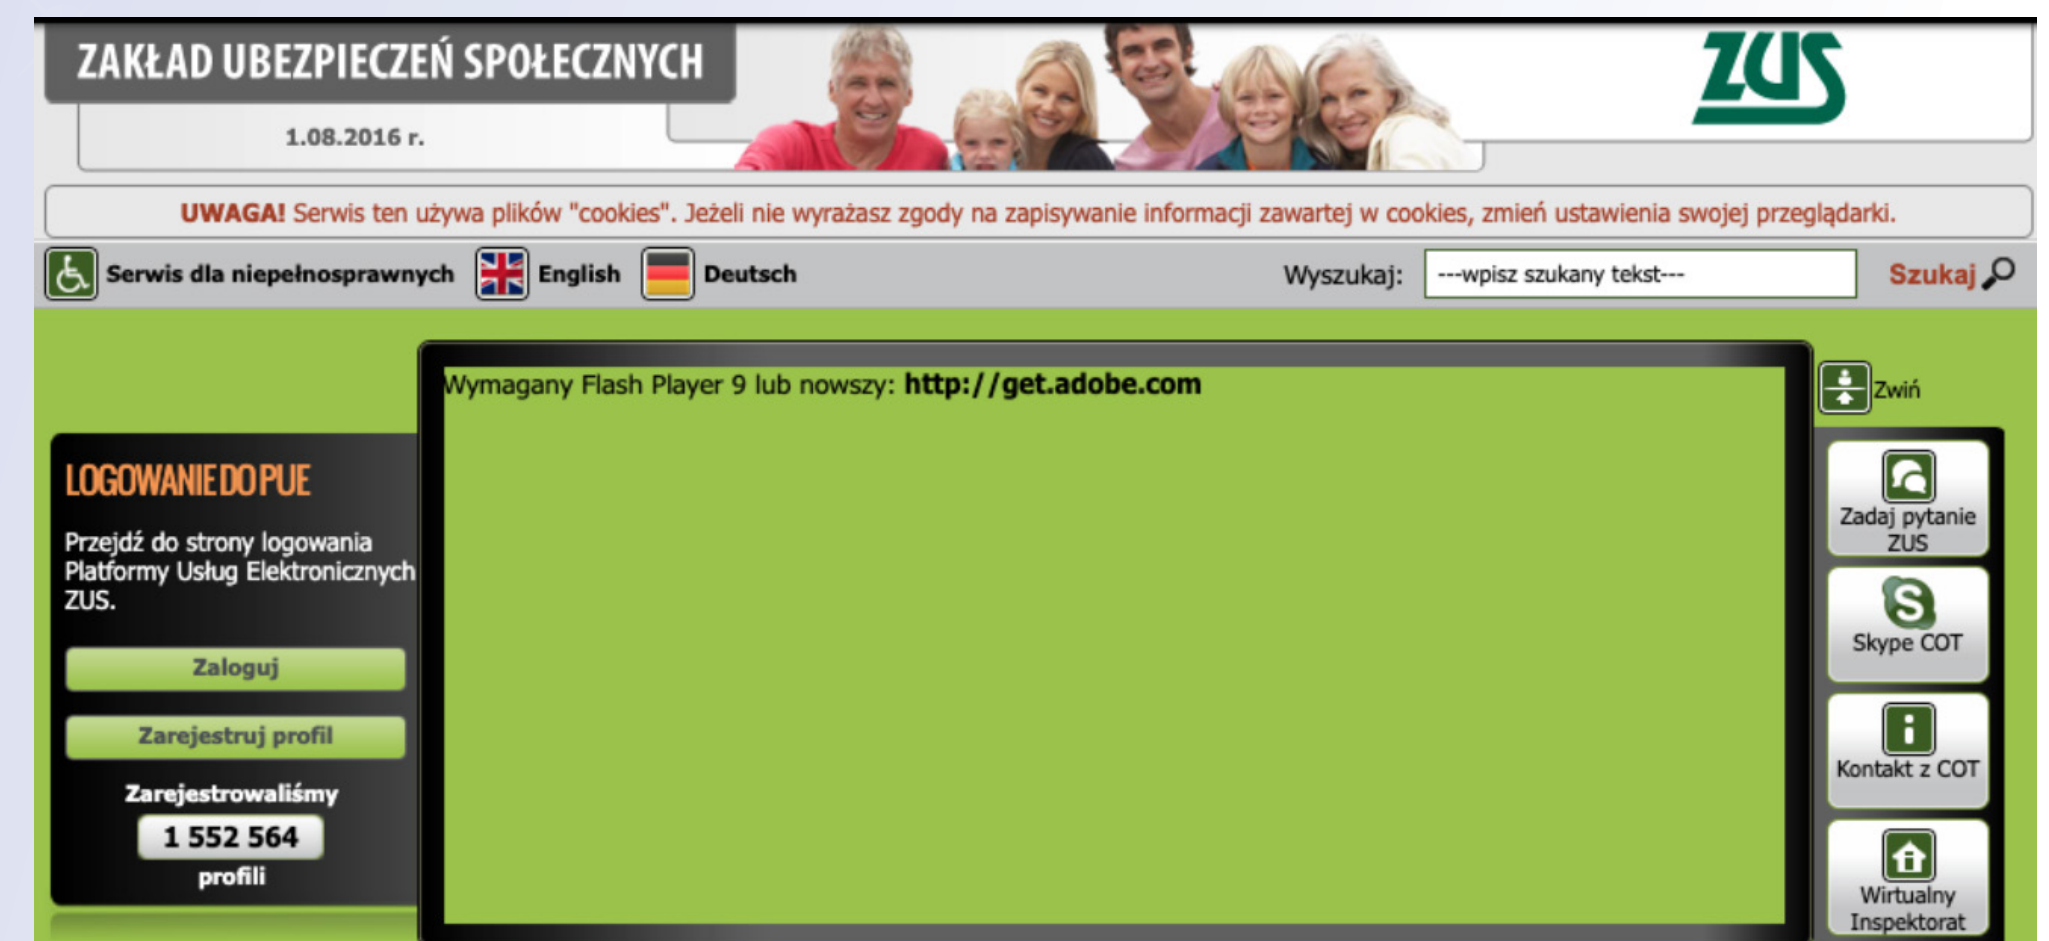 ZAKŁAD UBEZPIECZEŃ SPOŁECZNYCH
ZUS
1.08.2016 r.
UWAGA! Serwis ten używa plików "cookies". Jeżeli nie wyrażasz zgody na zapisywanie informacji zawartej w cookies, zmień ustawienia swojej przeglądarki.
Serwis dla niepełnosprawnych English Deutsch Wyszukaj: ---wpisz szukany tekst--- Szukaj
Wymagany Flash Player 9 lub nowszy: http://get.adobe.com
Zwiń
LOGOWANIE DO PUE
Przejdź do strony logowania
Platformy Usług Elektronicznych
ZUS.
Zaloguj
Zarejestruj profil
Zarejestrowaliśmy
1 552 564
profili
Zadaj pytanie
ZUS
Skype COT
Kontakt z COT
Wirtualny
Inspektorat